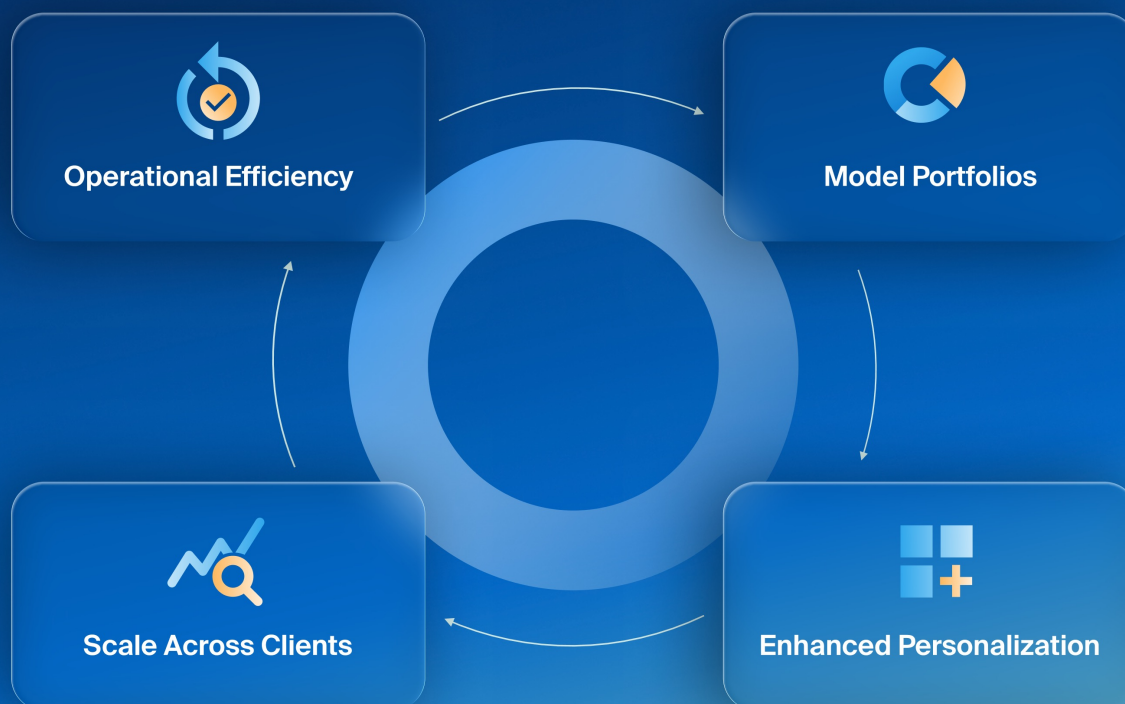 Operational Efficiency
Model Portfolios
Scale Across Clients
Enhanced Personalization